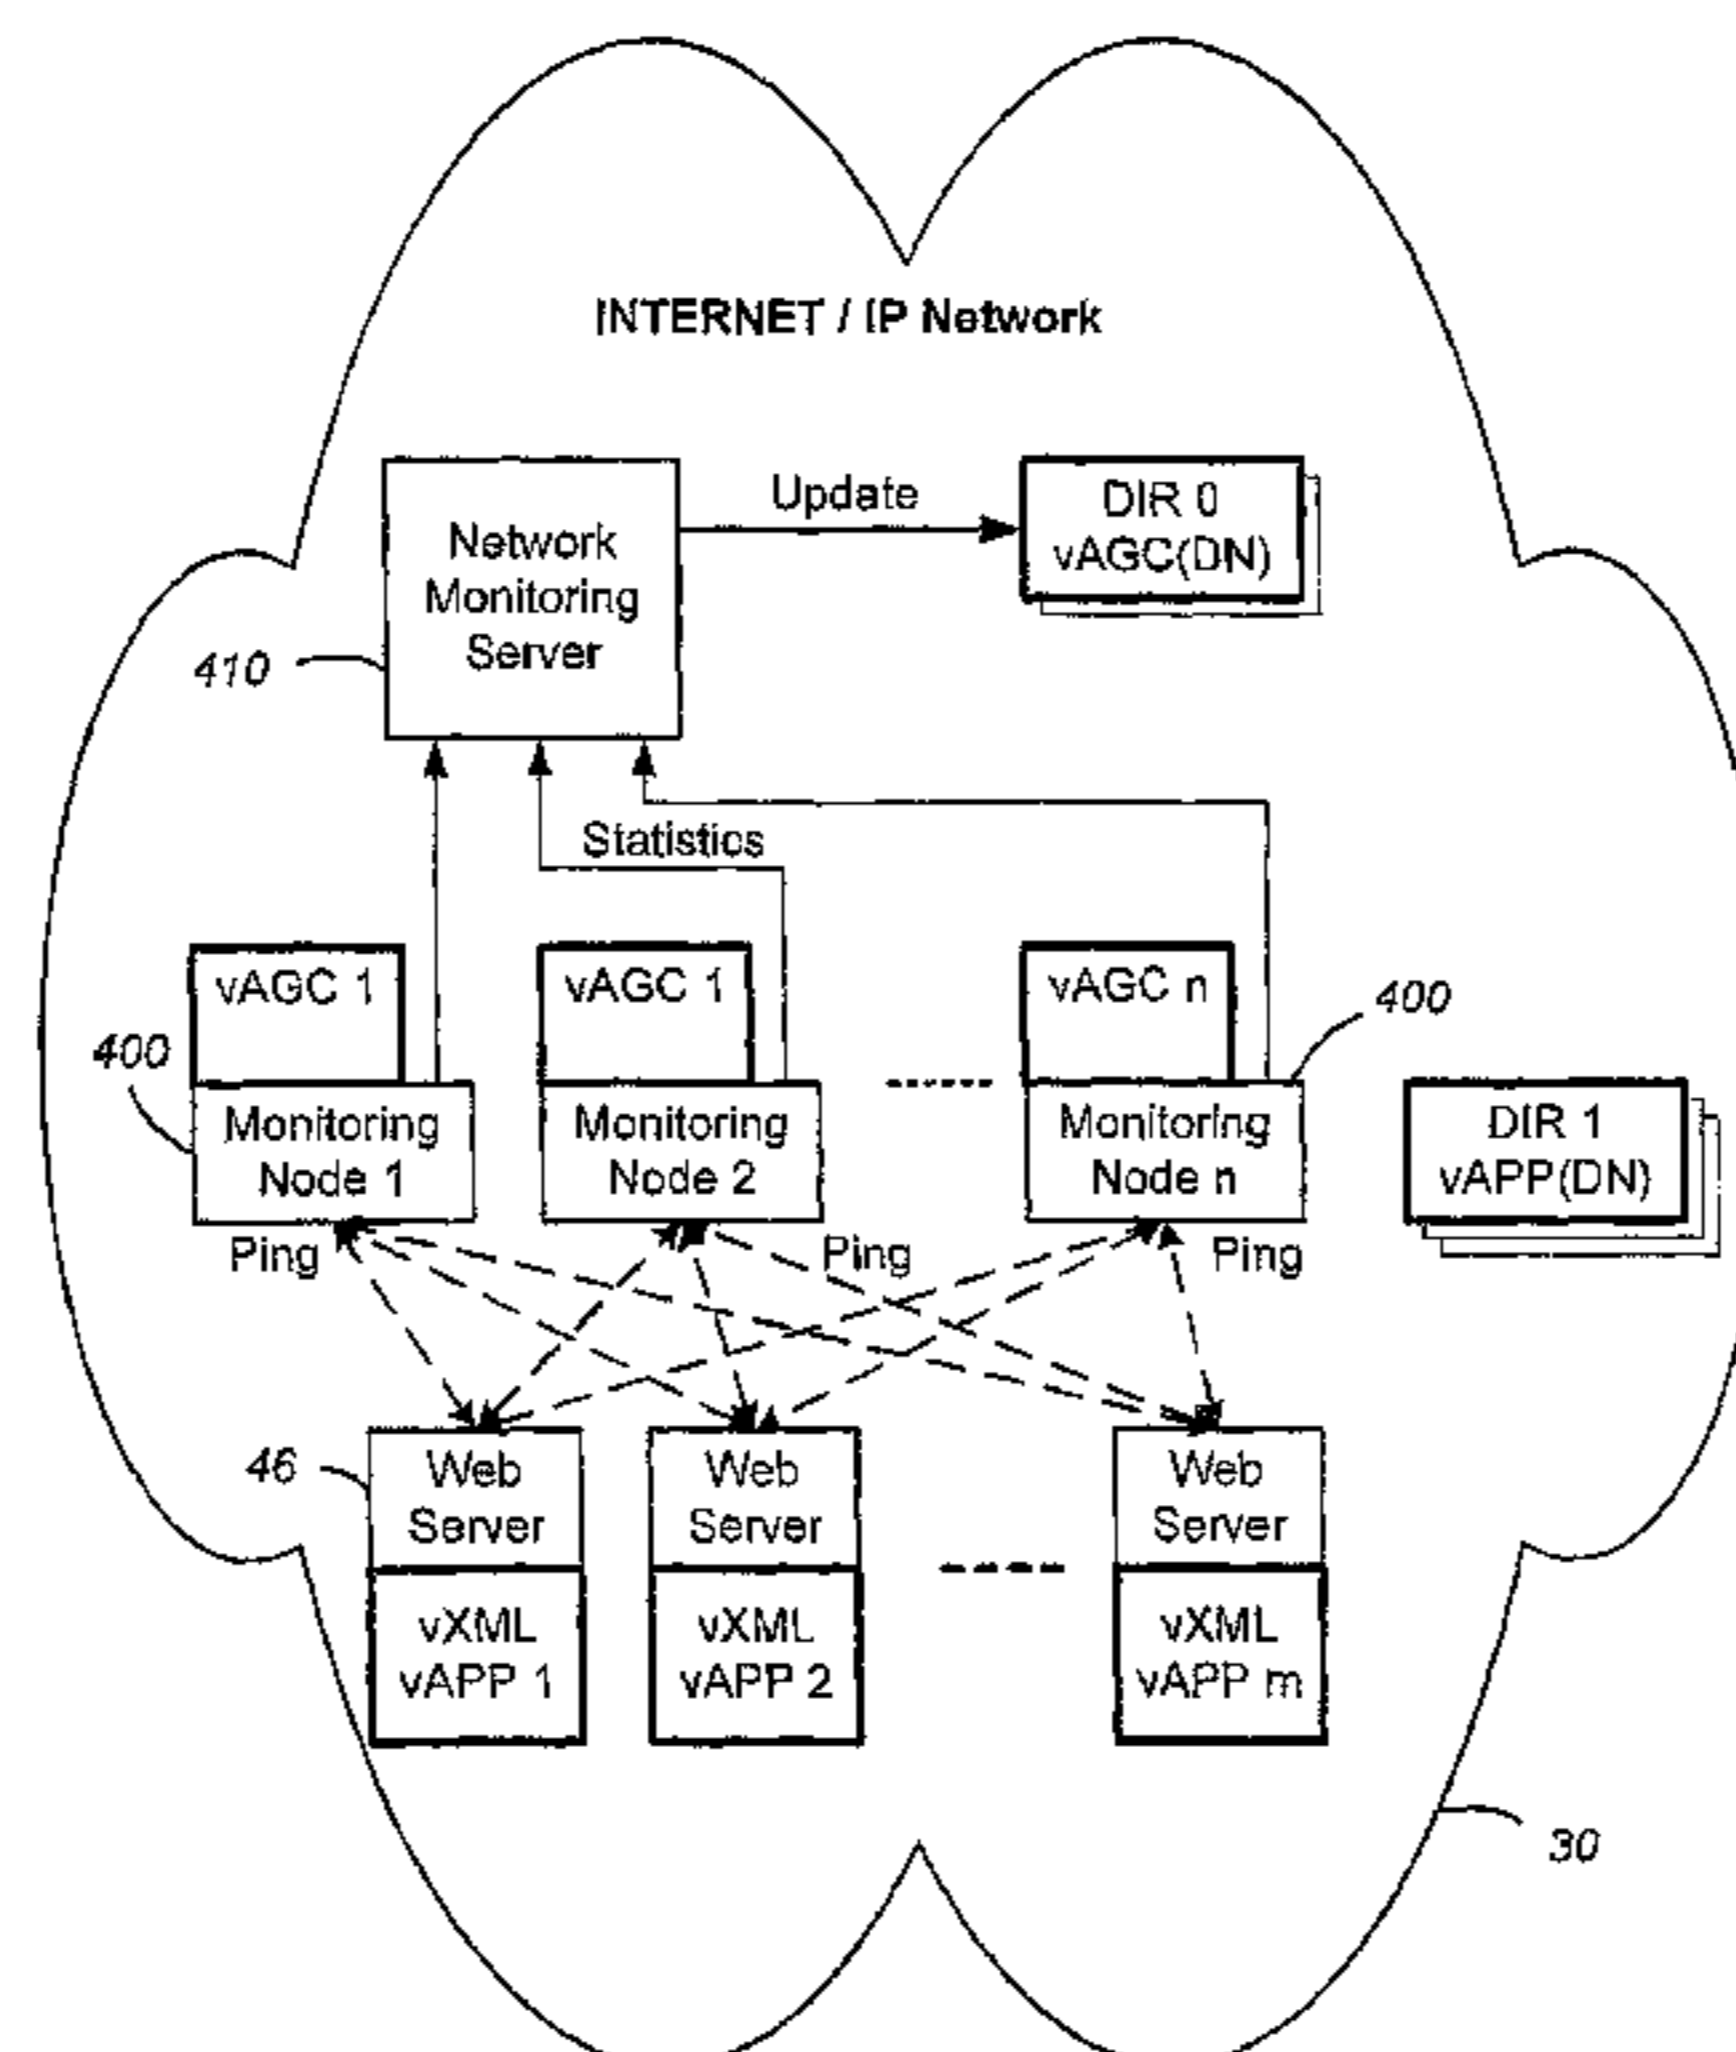 INTERNET / IP Network
Update
DIR 0
vAGC(DN)
Network
Monitoring
Server
410
Statistics
vAGC 1
vAGC 1
vAGC n
400
400
Monitoring
Node 1
Monitoring
Node 2
Monitoring
Node n
DIR 1
vAPP(DN)
Ping
Ping
Ping
46
Web
Server
Web
Server
Web
Server
vXML
vAPP 1
vXML
vAPP 2
vXML
vAPP m
30